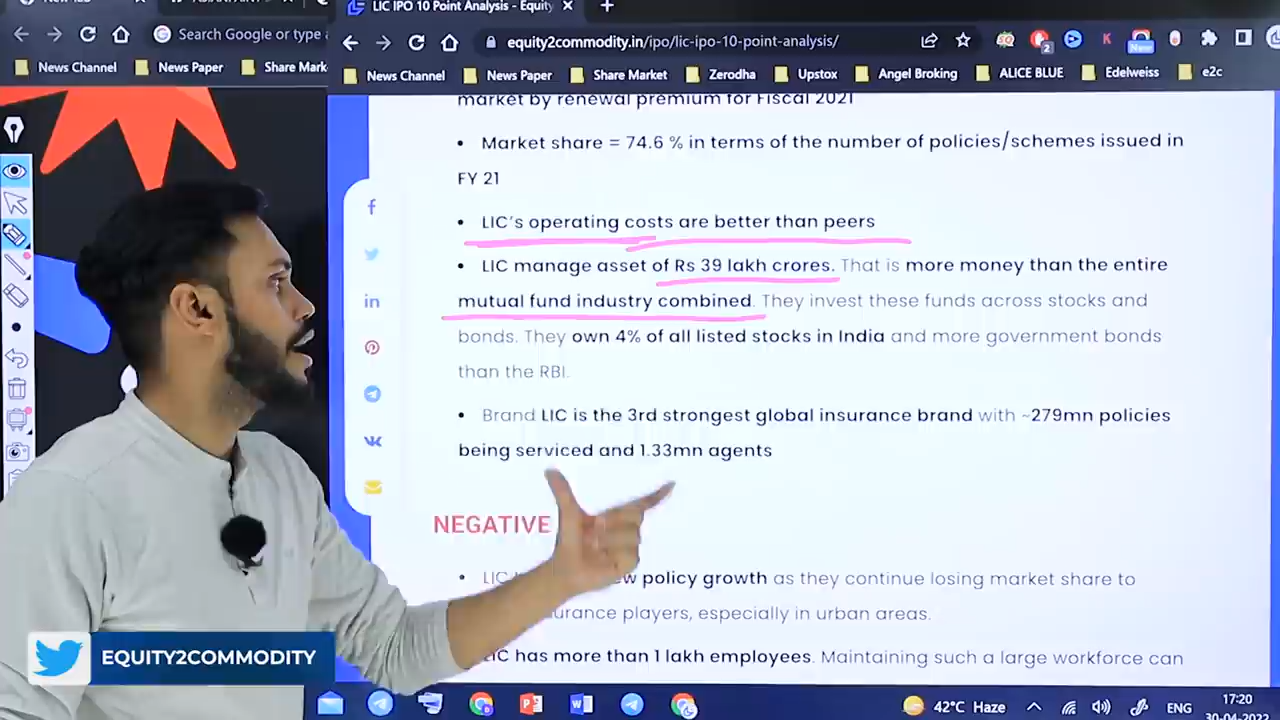 LIC IPO 10 Point Analysis - Equity
Search Google or type a
equity2commodity.in/ipo/lic-ipo-10-point-analysis/
2
K
New
News Channel
News Paper
Share Mark
News Channel
News Paper
Share Market
Zerodha
Upstox
Angel Broking
ALICE BLUE
Edelweiss
e2c
market by renewal premium for Fiscal 2021
• Market share = 74.6 % in terms of the number of policies/schemes issued in
FY 21
• LIC's operating costs are better than peers
• LIC manage asset of Rs 39 lakh crores. That is more money than the entire
mutual fund industry combined. They invest these funds across stocks and
bonds. They own 4% of all listed stocks in India and more government bonds
than the RBI.
• Brand LIC is the 3rd strongest global insurance brand with ~279mn policies
being serviced and 1.33mn agents
NEGATIVE
• LIC policy growth as they continue losing market share to
players, especially in urban areas.
LIC has more than 1 lakh employees. Maintaining such a large workforce can
EQUITY2COMMODITY
42°C Haze
ENG
17:20
30-04-2022